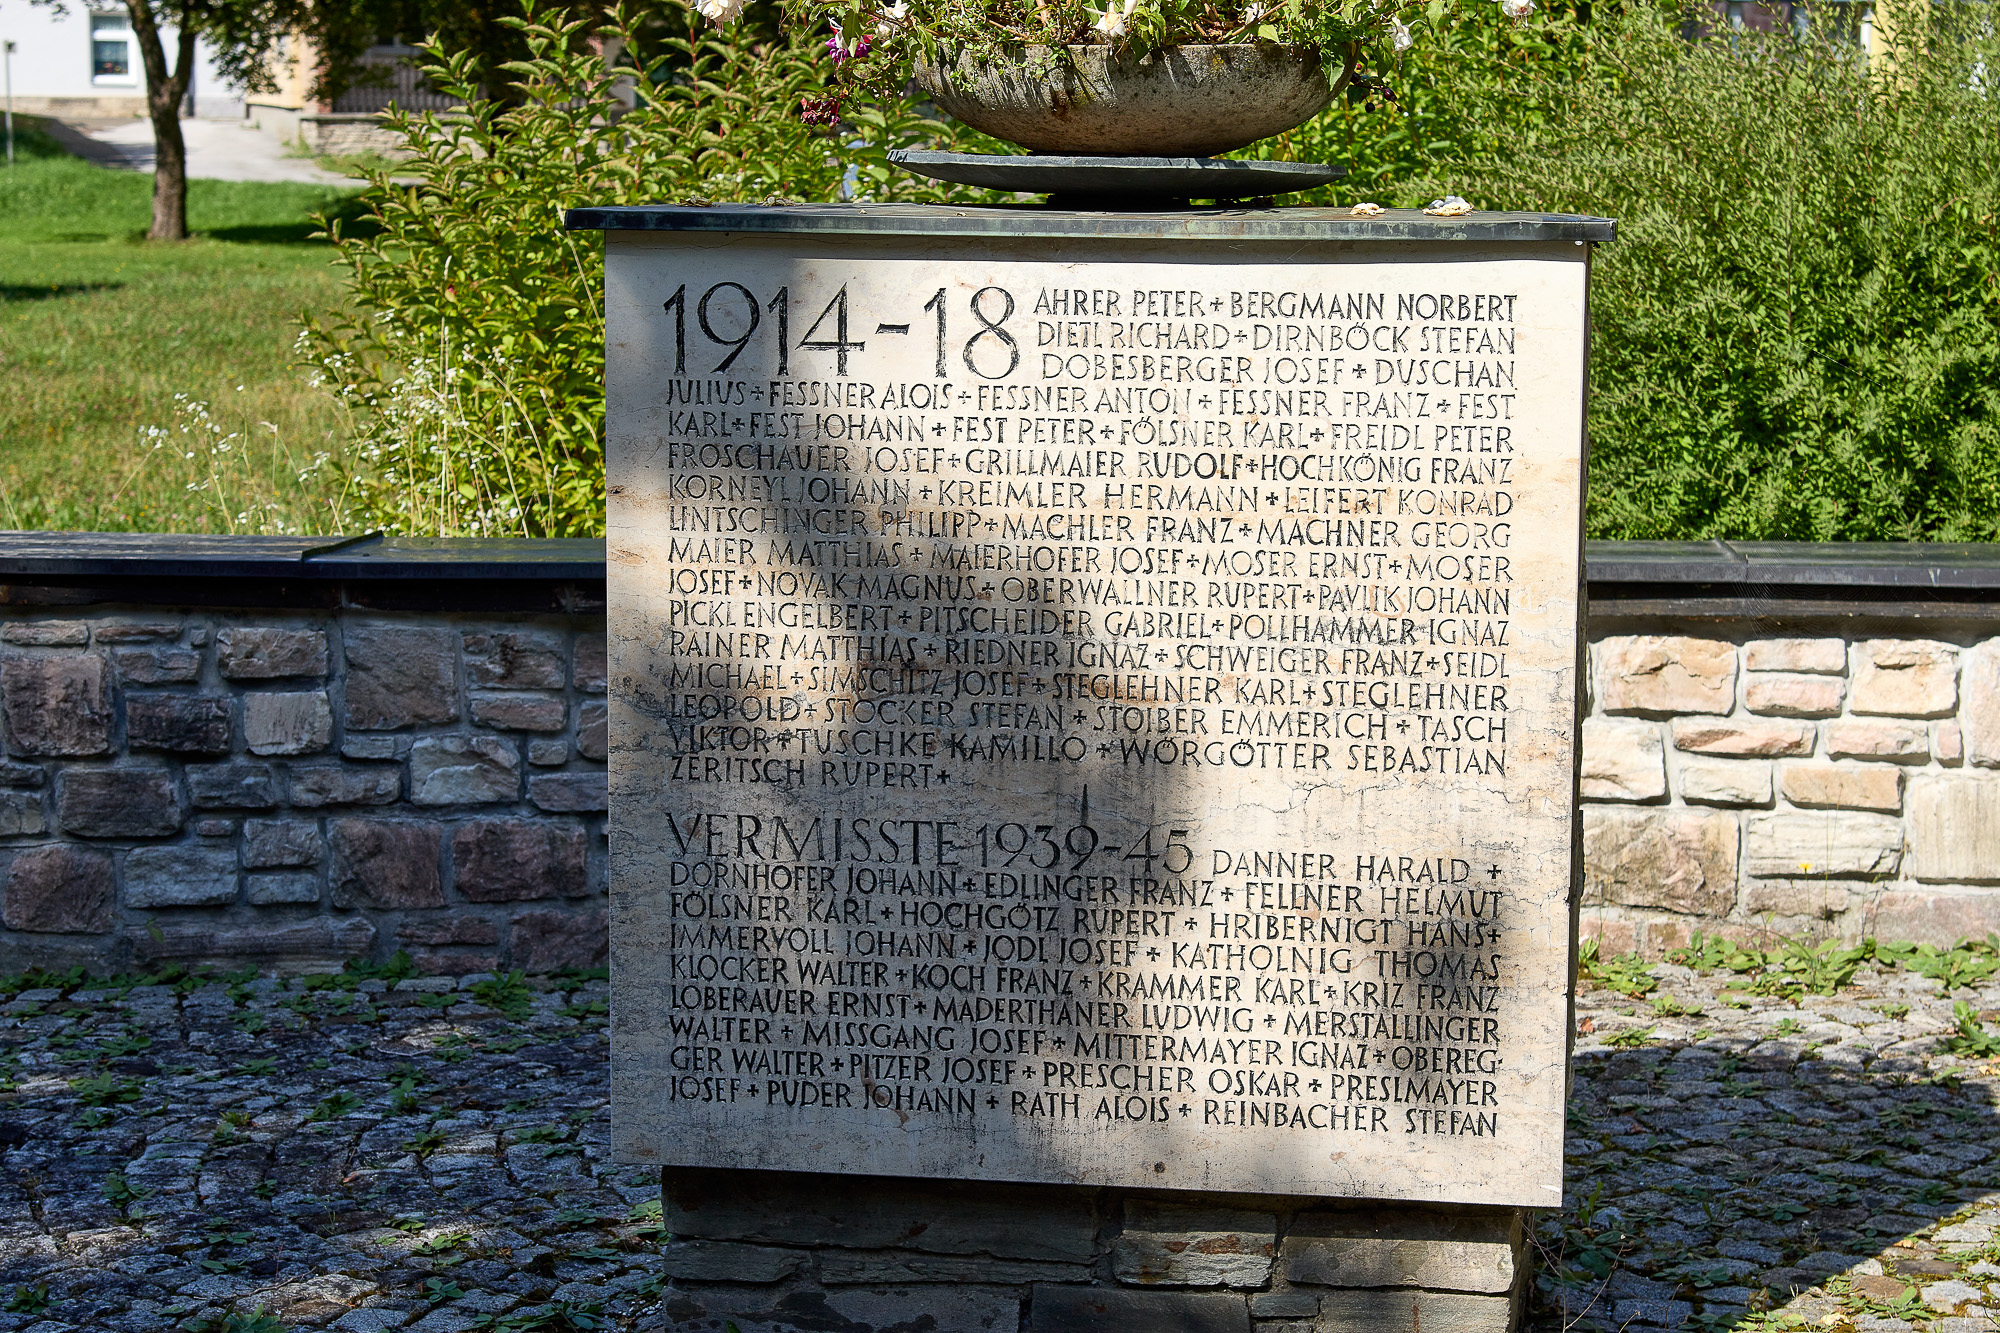 1914-18 AHRER PETER + BERGMANN NORBERT
DIETL RICHARD + DIRNBÖCK STEFAN
DOBESBERGER JOSEF + DUSCHAN
JULIUS + FESSNER ALOIS + FESSNER ANTON + FESSNER FRANZ + FEST
KARL + FEST JOHANN + FEST PETER + FÖLSNER KARL + FREIDL PETER
FROSCHAUER JOSEF + GRILLMAIER RUDOLF + HOCHKÖNIG FRANZ
KORNEYL JOHANN + KREIMLER HERMANN + LEIFERT KONRAD
LINTSCHINGER PHILIPP + MACHLER FRANZ + MACHNER GEORG
MAIER MATTHIAS + MAIERHOFER JOSEF + MOSER ERNST + MOSER
JOSEF + NOVAK MAGNUS + OBERWALLNER RUPERT + PAVLIK JOHANN
PICKL ENGELBERT + PITSCHEIDER GABRIEL + POLLHAMMER IGNAZ
RAINER MATTHIAS + RIEDNER IGNAZ + SCHWEIGER FRANZ + SEIDL
MICHAEL + SIMSCHITZ JOSEF + STEGLEHNER KARL + STEGLEHNER
LEOPOLD + STOCKER STEFAN + STOIBER EMMERICH + TASCH
VIKTOR + TUSCHKE KAMILLO + WÖRGÖTTER SEBASTIAN
ZERITSCH RUPERT +
VERMISSTE 1939-45 DANNER HARALD +
DORNHOFER JOHANN + EDLINGER FRANZ + FELLNER HELMUT
FÖLSNER KARL + HOCHGÖTZ RUPERT + HRIBERNIGT HANS +
IMMERVOLL JOHANN + JODL JOSEF + KATHOLNIG THOMAS
KLOCKER WALTER + KOCH FRANZ + KRAMMER KARL + KRIZ FRANZ
LOBERAUER ERNST + MADERTHANER LUDWIG + MERSTALLINGER
WALTER + MISSGANG JOSEF + MITTERMAYER IGNAZ + OBEREG-
GER WALTER + PITZER JOSEF + PRESCHER OSKAR + PRESLMAYER
JOSEF + PUDER JOHANN + RATH ALOIS + REINBACHER STEFAN